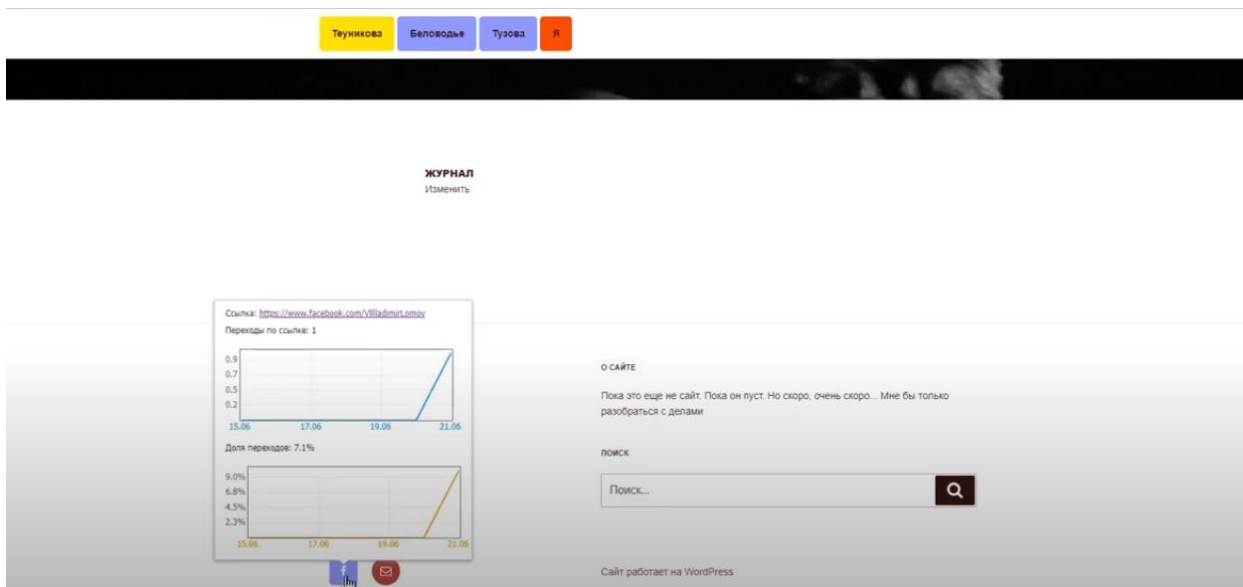 Теуникова Беловодье Тузова Я
ЖУРНАЛ
Изменить
Ссылка: https://www.facebook.com/VllladimirLomov
Переходы по ссылке: 1
0.9
0.7
0.5
0.2
15.06 17.06 19.06 21.06
Доля переходов: 7.1%
9.0%
6.8%
4.5%
2.3%
15.06 17.06 19.06 21.06
О САЙТЕ
Пока это еще не сайт. Пока он пуст. Но скоро, очень скоро... Мне бы только
разобраться с делами
ПОИСК
Поиск...
Сайт работает на WordPress